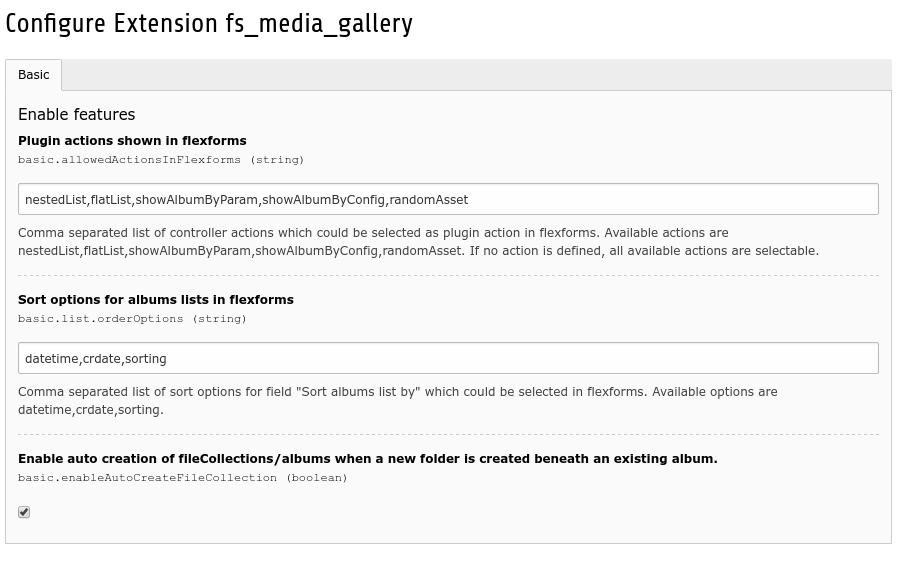 Configure Extension fs_media_gallery
Basic
Enable features
Plugin actions shown in flexforms
basic.allowedActionsInFlexforms (string)
nestedList,flatList,showAlbumByParam,showAlbumByConfig,randomAsset
Comma separated list of controller actions which could be selected as plugin action in flexforms. Available actions are
nestedList,flatList,showAlbumByParam,showAlbumByConfig,randomAsset. If no action is defined, all available actions are selectable.
Sort options for albums lists in flexforms
basic.list.orderOptions (string)
datetime,crdate,sorting
Comma separated list of sort options for field "Sort albums list by" which could be selected in flexforms. Available options are
datetime,crdate,sorting.
Enable auto creation of fileCollections/albums when a new folder is created beneath an existing album.
basic.enableAutoCreateFileCollection (boolean)